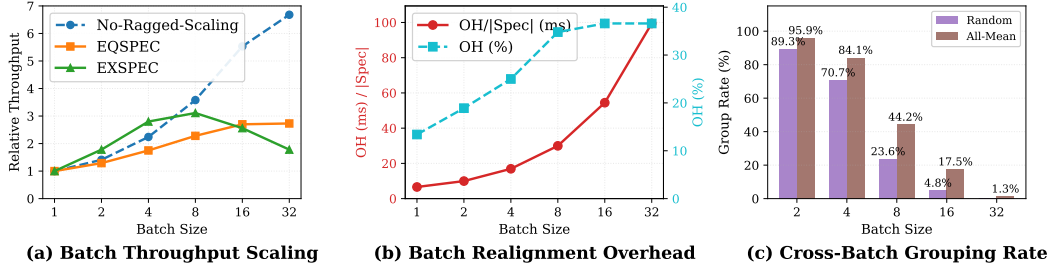 7
6
5
4
3
2
1
0
Relative Throughput
No-Ragged-Scaling
EQSPEC
EXSPEC
1 2 4 8 16 32
Batch Size
(a) Batch Throughput Scaling
100
80
60
40
20
0
OH (ms) / |Spec|
OH/|Spec| (ms)
OH (%)
40
30
20
10
0
OH (%)
1 2 4 8 16 32
Batch Size
(b) Batch Realignment Overhead
100
80
60
40
20
0
Group Rate (%)
Random
All-Mean
89.3% 95.9%
70.7% 84.1%
23.6% 44.2%
4.8% 17.5%
1.3%
2 4 8 16 32
Batch Size
(c) Cross-Batch Grouping Rate